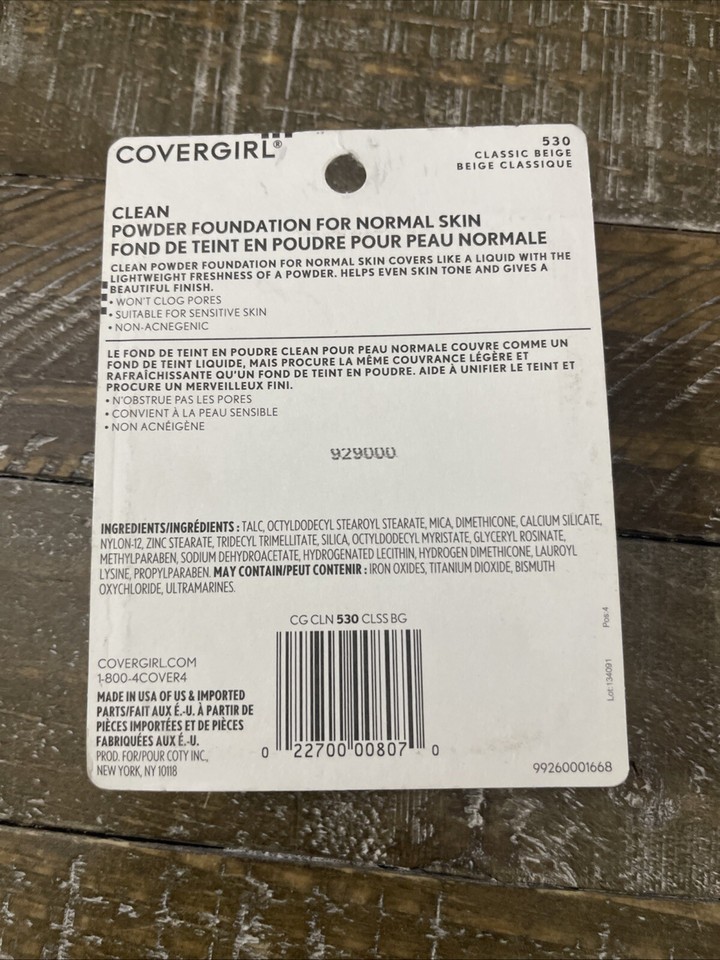 COVERGIRL®
530
CLASSIC BEIGE
BEIGE CLASSIQUE
CLEAN
POWDER FOUNDATION FOR NORMAL SKIN
FOND DE TEINT EN POUDRE POUR PEAU NORMALE
CLEAN POWDER FOUNDATION FOR NORMAL SKIN COVERS LIKE A LIQUID WITH THE
LIGHTWEIGHT FRESHNESS OF A POWDER. HELPS EVEN SKIN TONE AND GIVES A
BEAUTIFUL FINISH.
• WON'T CLOG PORES
• SUITABLE FOR SENSITIVE SKIN
• NON-ACNEGENIC
LE FOND DE TEINT EN POUDRE CLEAN POUR PEAU NORMALE COUVRE COMME UN
FOND DE TEINT LIQUIDE, MAIS PROCURE LA MÊME COUVRANCE LÉGÈRE ET
RAFRAÎCHISSANTE QU'UN FOND DE TEINT EN POUDRE. AIDE À UNIFIER LE TEINT ET
PROCURE UN MERVEILLEUX FINI.
• N'OBSTRUE PAS LES PORES
• CONVIENT À LA PEAU SENSIBLE
• NON ACNÉIGÈNE
929000
INGREDIENTS/INGRÉDIENTS : TALC, OCTYLDODECYL STEAROYL STEARATE, MICA, DIMETHICONE, CALCIUM SILICATE,
NYLON-12, ZINC STEARATE, TRIDECYL TRIMELLITATE, SILICA, OCTYLDODECYL MYRISTATE, GLYCERYL ROSINATE,
METHYLPARABEN, SODIUM DEHYDROACETATE, HYDROGENATED LECITHIN, HYDROGEN DIMETHICONE, LAUROYL
LYSINE, PROPYLPARABEN. MAY CONTAIN/PEUT CONTENIR : IRON OXIDES, TITANIUM DIOXIDE, BISMUTH
OXYCHLORIDE, ULTRAMARINES.
CG CLN 530 CLSS BG
COVERGIRL.COM
1-800-4COVER4
MADE IN USA OF US & IMPORTED
PARTS/FAIT AUX É.-U. À PARTIR DE
PIÈCES IMPORTÉES ET DE PIÈCES
FABRIQUÉES AUX É.-U.
PROD. FOR/POUR COTY INC.,
NEW YORK, NY 10118
0 22700 00807 0
Lot:134091 Pos:4
99260001668